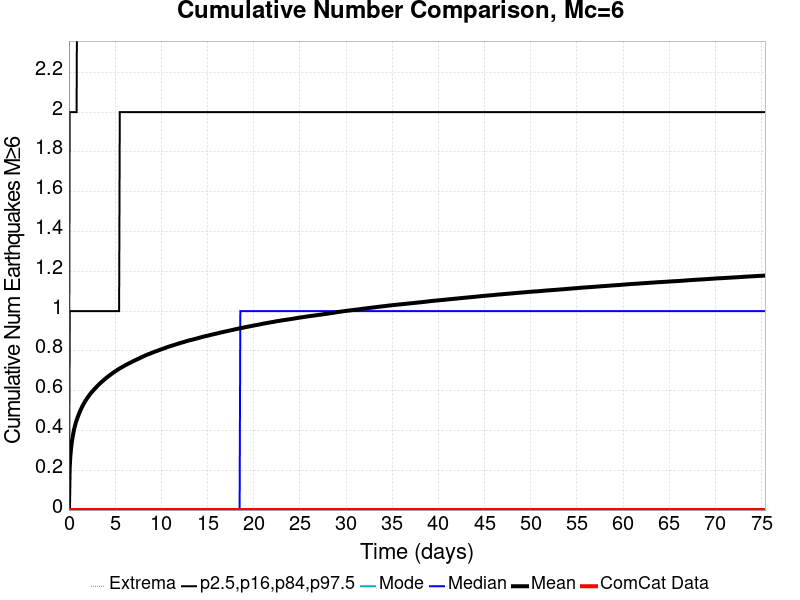 Cumulative Number Comparison, Mc=6
Cumulative Num Earthquakes M≥6
2.2
2
1.8
1.6
1.4
1.2
1
0.8
0.6
0.4
0.2
0
0 5 10 15 20 25 30 35 40 45 50 55 60 65 70 75
Time (days)
Extrema p2.5,p16,p84,p97.5 Mode Median Mean ComCat Data